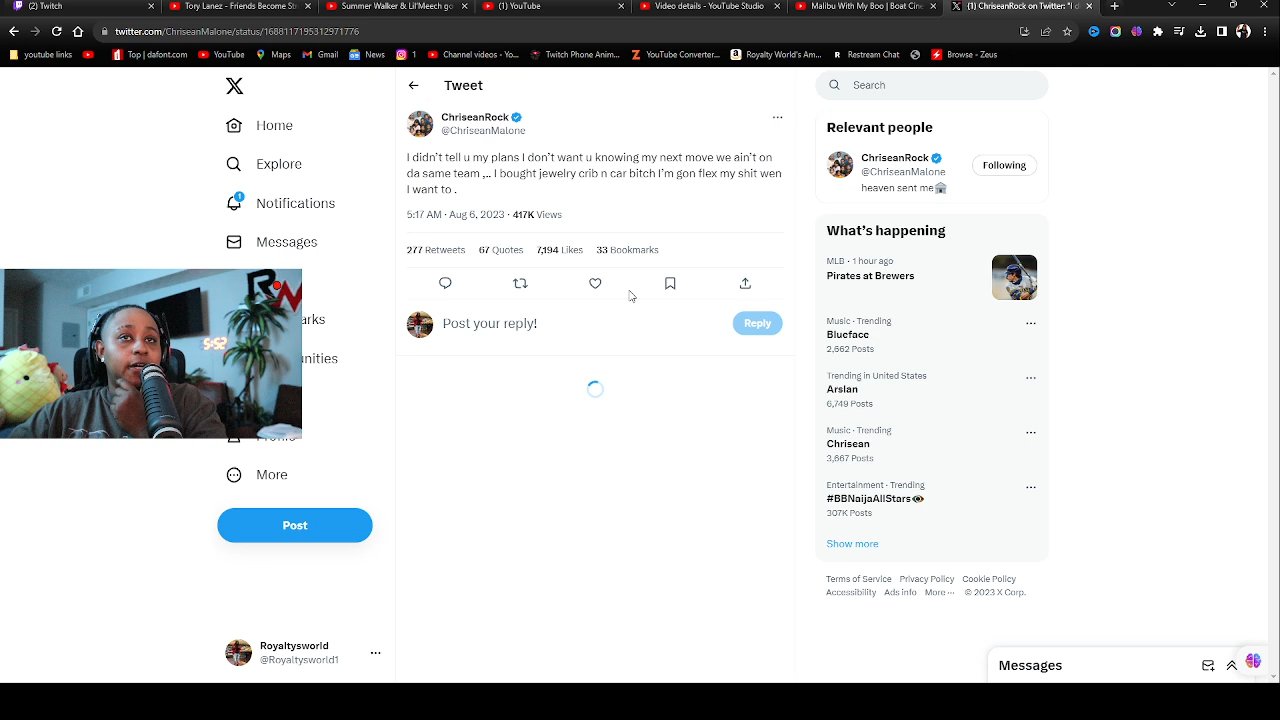 (2) Twitch
Tory Lanez - Friends Become St
Summer Walker & Lil'Meech g
(1) YouTube
Video details - YouTube Studio
Malibu With My Boo | Boat Cine
(1) ChriseanRock on Twitter: "I d
twitter.com/ChriseanMalone/status/1688117195312971776
youtube links
Top | dafont.com
YouTube
Maps
Gmail
News
1
Channel videos - Yo...
Twitch Phone Anim...
YouTube Converter...
Royalty World's Am...
Restream Chat
Browse - Zeus
Home
Explore
1
Notifications
Messages
More
Post
Royaltysworld
@Royaltysworld1
Tweet
ChriseanRock
@ChriseanMalone
I didn't tell u my plans I don't want u knowing my next move we ain't on
da same team ,.. I bought jewelry crib n car bitch I'm gon flex my shit wen
I want to .
5:17 AM · Aug 6, 2023 · 417K Views
277 Retweets 67 Quotes 7,194 Likes 33 Bookmarks
Post your reply!
Reply
Search
Relevant people
ChriseanRock
@ChriseanMalone
Following
heaven sent me
What's happening
MLB · 1 hour ago
Pirates at Brewers
Music · Trending
Blueface
2,662 Posts
Trending in United States
Arslan
6,749 Posts
Music · Trending
Chrisean
3,667 Posts
Entertainment · Trending
#BBNaijaAllStars
307K Posts
Show more
Terms of Service Privacy Policy Cookie Policy
Accessibility Ads info More ··· © 2023 X Corp.
Messages
5:52